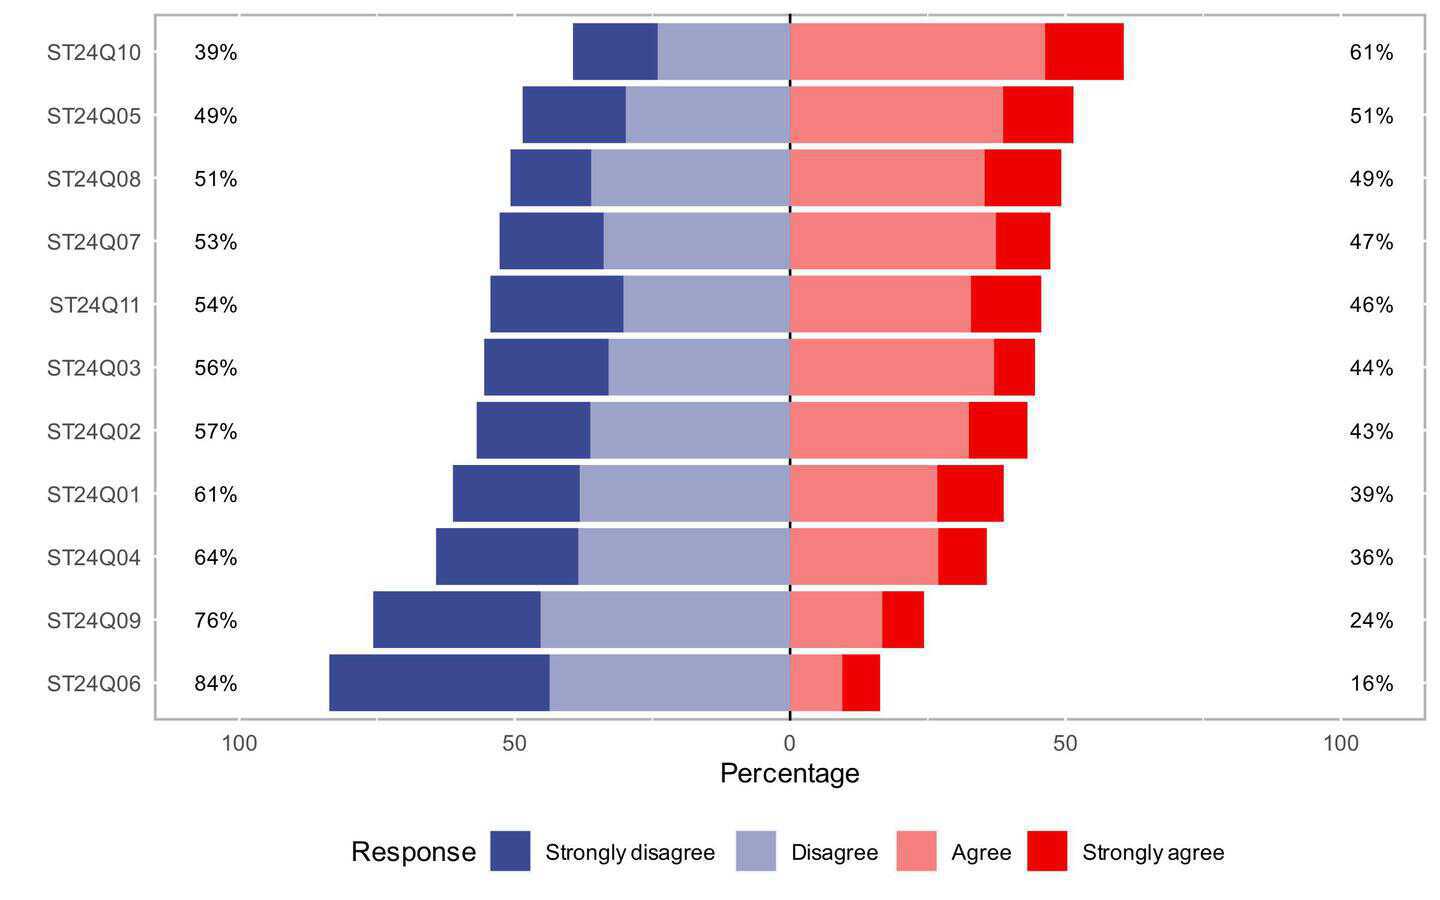 ST24Q10 39% 61%
ST24Q05 49% 51%
ST24Q08 51% 49%
ST24Q07 53% 47%
ST24Q11 54% 46%
ST24Q03 56% 44%
ST24Q02 57% 43%
ST24Q01 61% 39%
ST24Q04 64% 36%
ST24Q09 76% 24%
ST24Q06 84% 16%
100 50 0 50 100
Percentage
Response Strongly disagree Disagree Agree Strongly agree